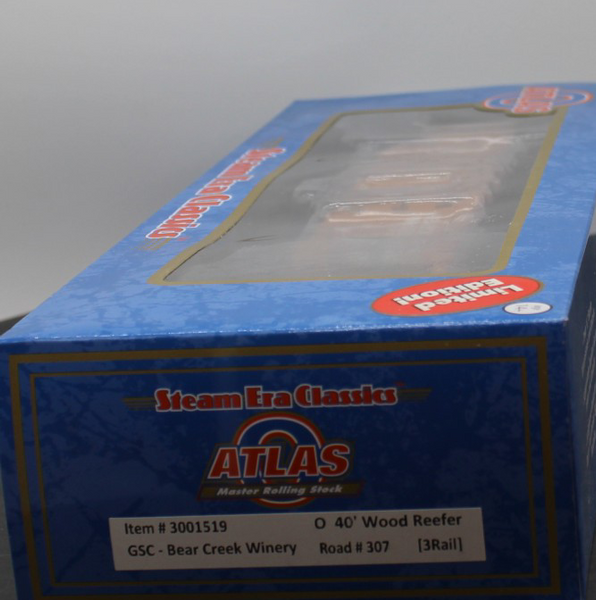 ATLAS
Steam Era Classics
Limited
Edition!
Steam Era Classics
ATLAS
Master Rolling Stock
Item # 3001519 O 40' Wood Reefer
GSC - Bear Creek Winery Road # 307 [3Rail]